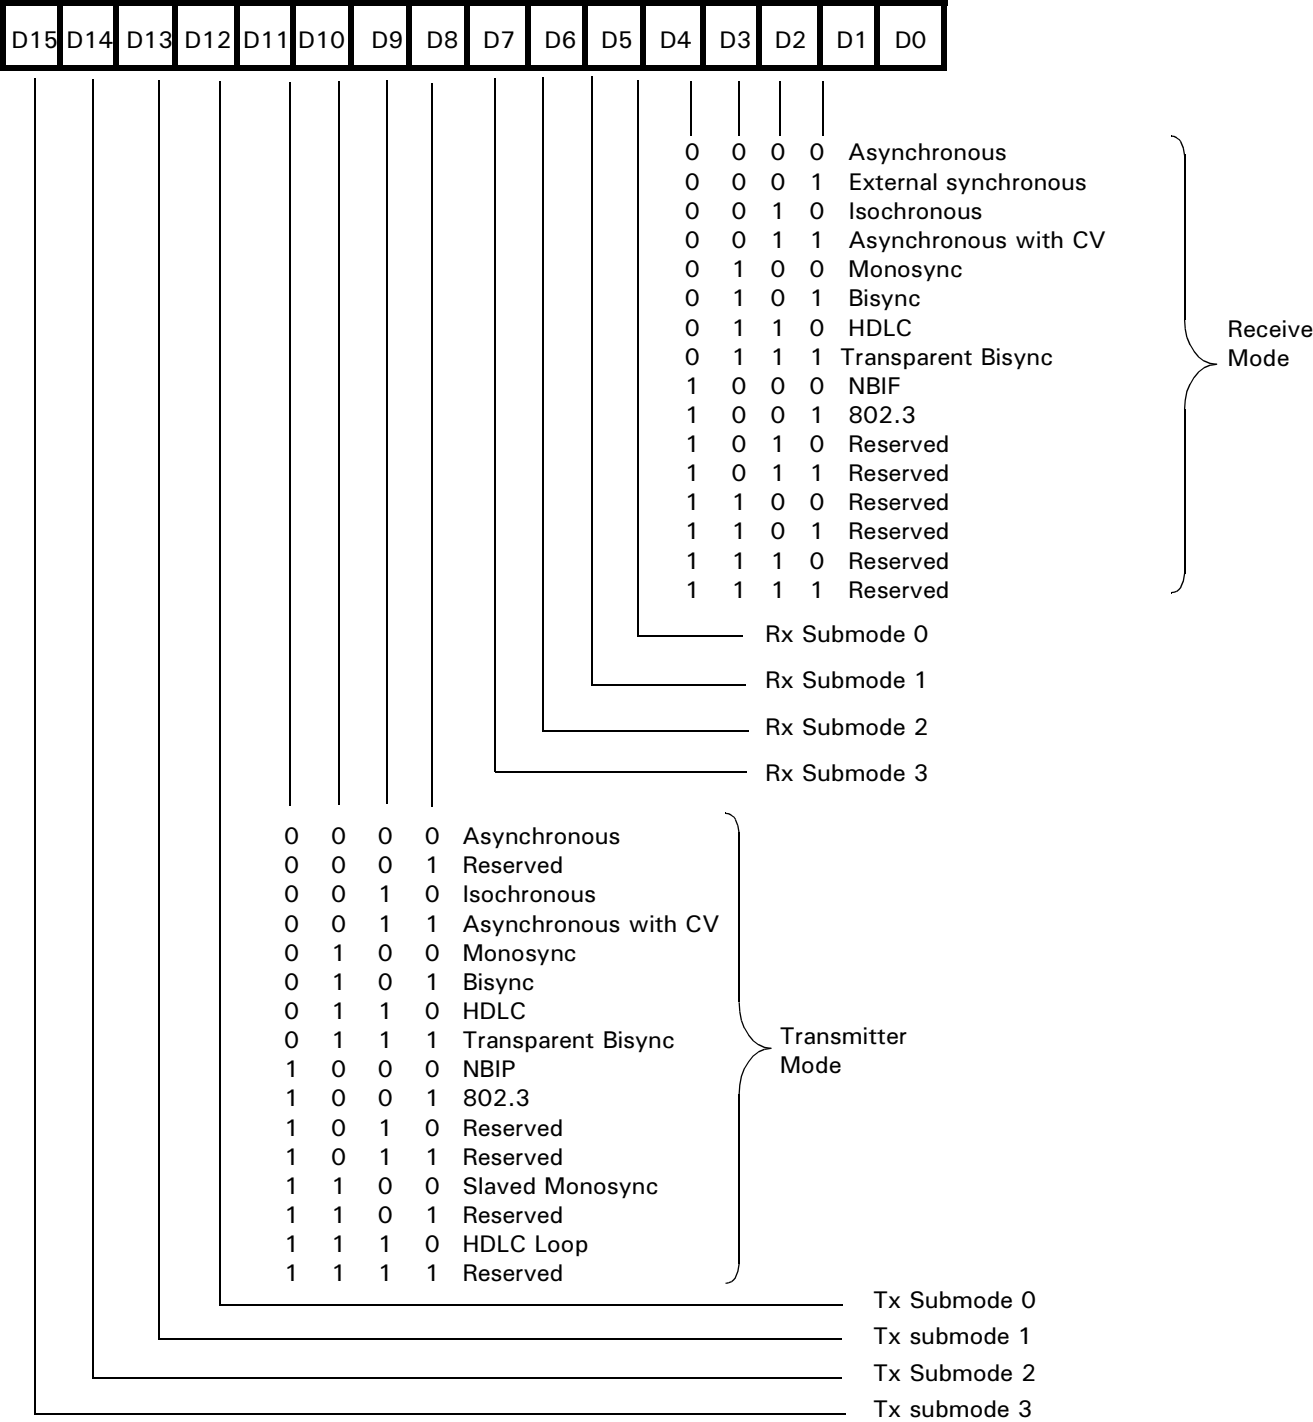 D15 D14 D13 D12 D11 D10 D9 D8 D7 D6 D5 D4 D3 D2 D1 D0
0 0 0 0 Asynchronous
0 0 0 1 External synchronous
0 0 1 0 Isochronous
0 0 1 1 Asynchronous with CV
0 1 0 0 Monosync
0 1 0 1 Bisync
0 1 1 0 HDLC
0 1 1 1 Transparent Bisync
1 0 0 0 NBIF
1 0 0 1 802.3
1 0 1 0 Reserved
1 0 1 1 Reserved
1 1 0 0 Reserved
1 1 0 1 Reserved
1 1 1 0 Reserved
1 1 1 1 Reserved
Receive
Mode
Rx Submode 0
Rx Submode 1
Rx Submode 2
Rx Submode 3
0 0 0 0 Asynchronous
0 0 0 1 Reserved
0 0 1 0 Isochronous
0 0 1 1 Asynchronous with CV
0 1 0 0 Monosync
0 1 0 1 Bisync
0 1 1 0 HDLC
0 1 1 1 Transparent Bisync
1 0 0 0 NBIP
1 0 0 1 802.3
1 0 1 0 Reserved
1 0 1 1 Reserved
1 1 0 0 Slaved Monosync
1 1 0 1 Reserved
1 1 1 0 HDLC Loop
1 1 1 1 Reserved
Transmitter
Mode
Tx Submode 0
Tx submode 1
Tx Submode 2
Tx submode 3